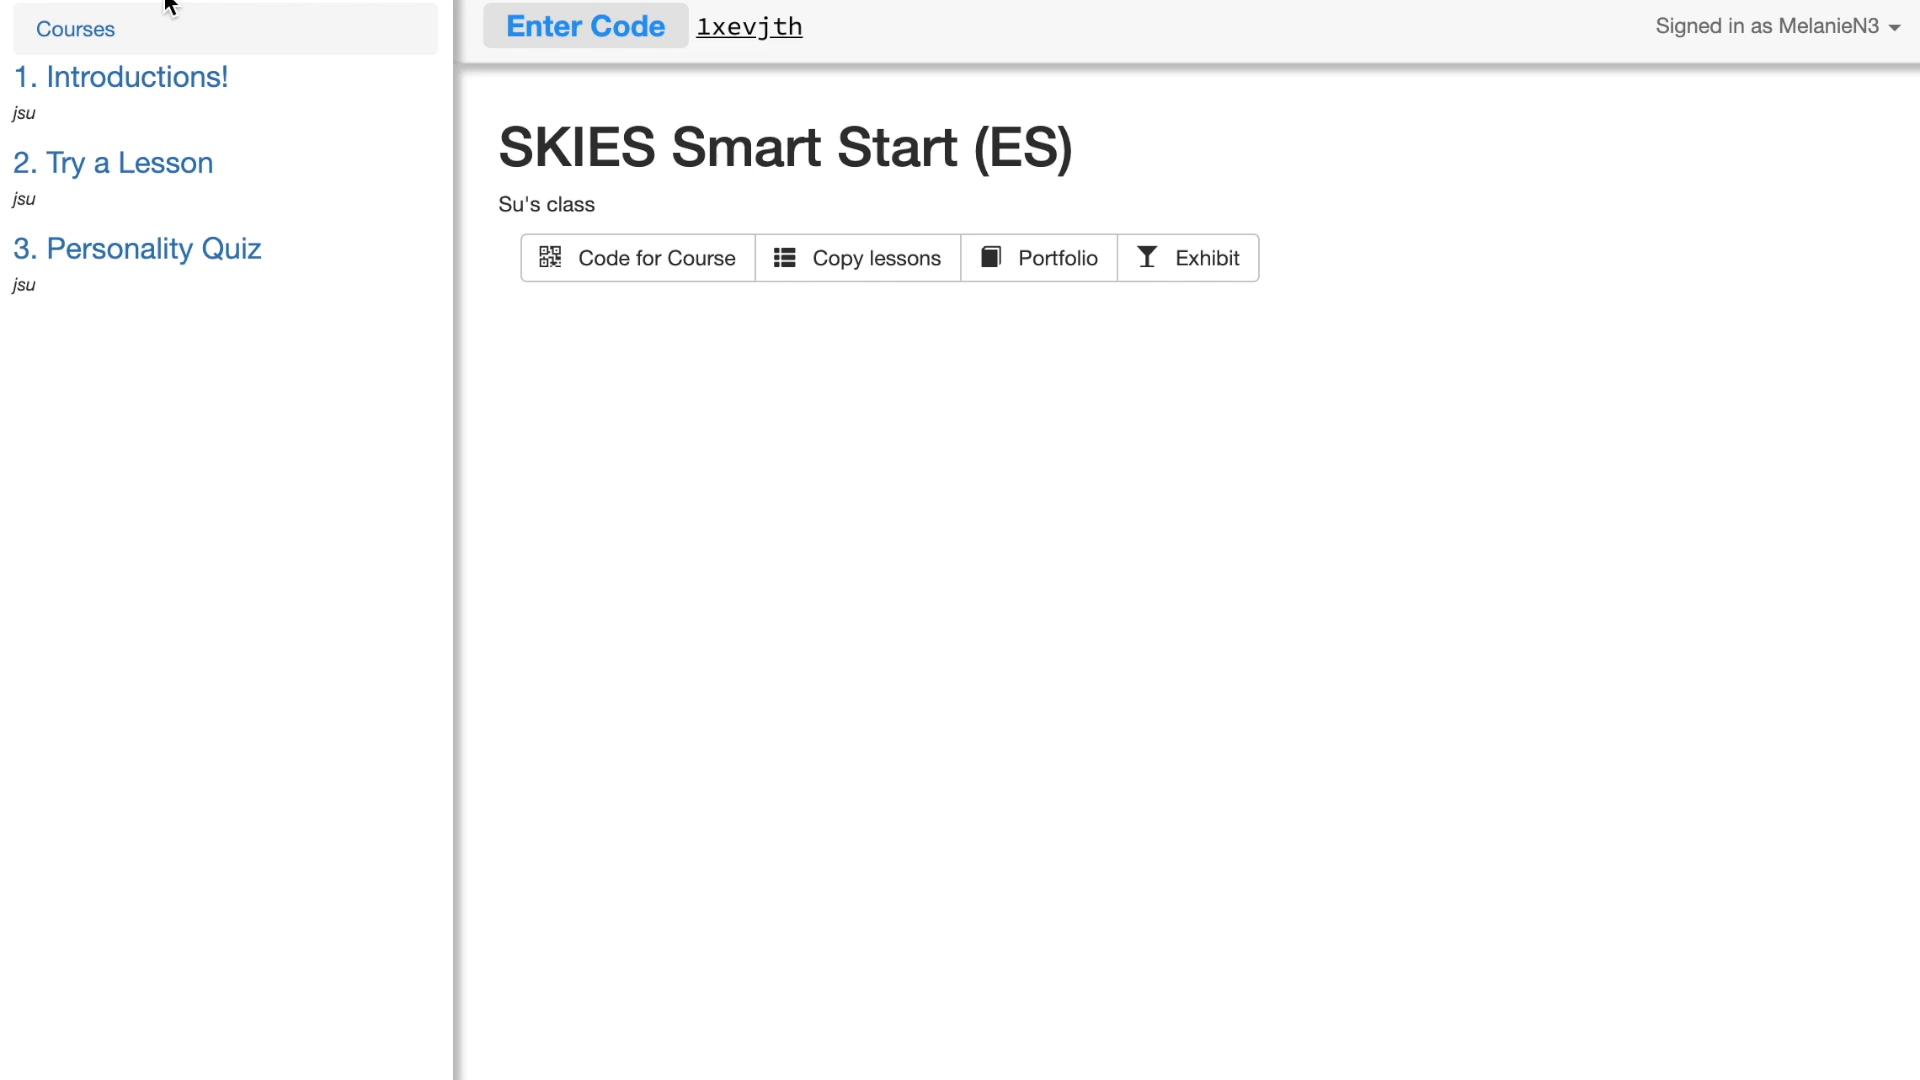 Courses
1. Introductions!
jsu
2. Try a Lesson
jsu
3. Personality Quiz
jsu
Enter Code 1xevjth
Signed in as MelanieN3
SKIES Smart Start (ES)
Su's class
Code for Course Copy lessons Portfolio Exhibit